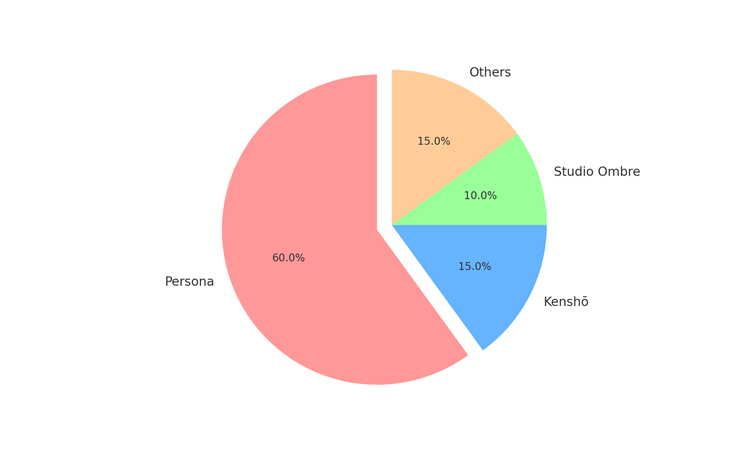 Others
15.0%
Studio Ombre
10.0%
60.0%
15.0%
Persona
Kenshō